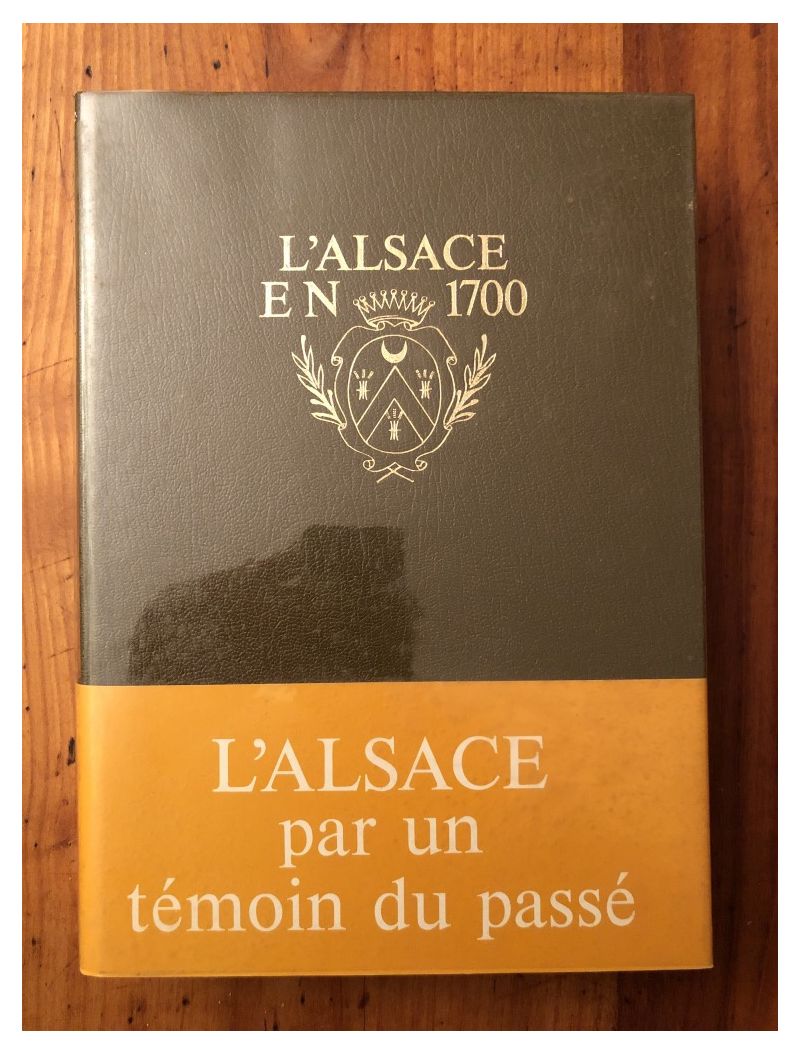 L'ALSACE
EN 1700
L'ALSACE
par un
témoin du passé